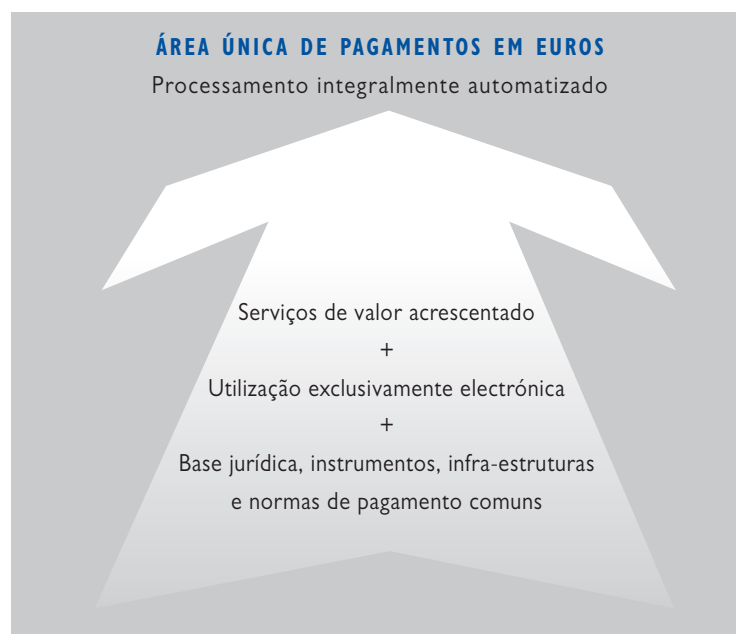 ÁREA ÚNICA DE PAGAMENTOS EM EUROS
Processamento integralmente automatizado
Serviços de valor acrescentado
+
Utilização exclusivamente electrónica
+
Base jurídica, instrumentos, infra-estruturas
e normas de pagamento comuns